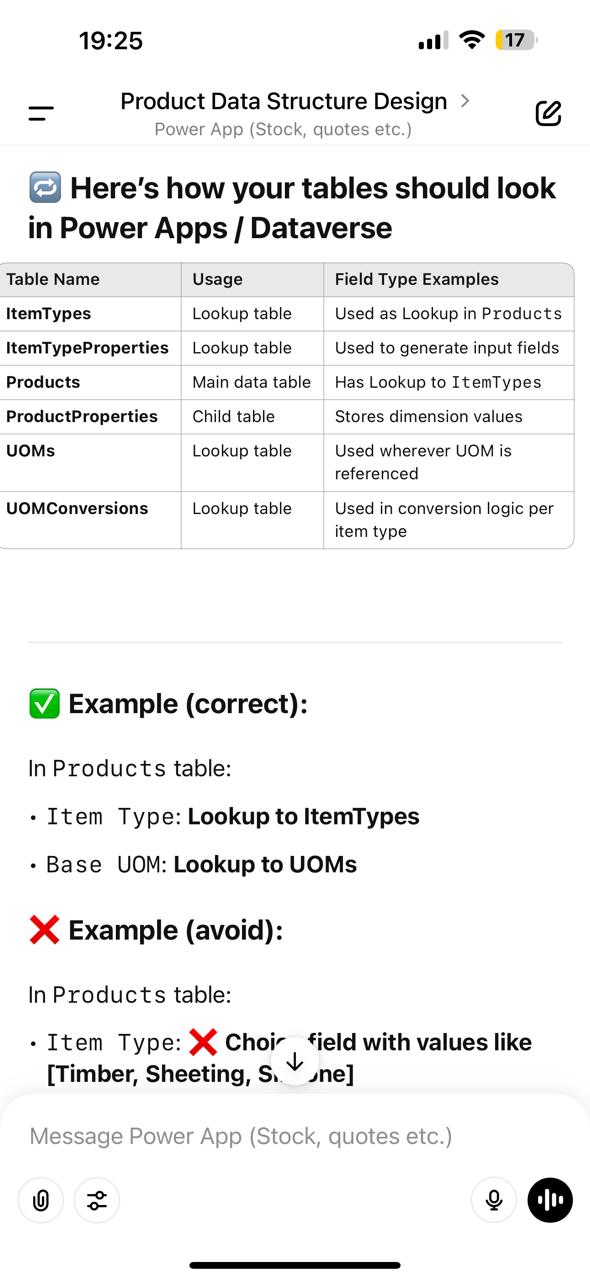 19:25
17
Product Data Structure Design
Power App (Stock, quotes etc.)
Here's how your tables should look
in Power Apps / Dataverse
Table Name Usage Field Type Examples
ItemTypes Lookup table Used as Lookup in Products
ItemTypeProperties Lookup table Used to generate input fields
Products Main data table Has Lookup to ItemTypes
ProductProperties Child table Stores dimension values
UOMs Lookup table Used wherever UOM is
referenced
UOMConversions Lookup table Used in conversion logic per
item type
Example (correct):
In Products table:
• Item Type: Lookup to ItemTypes
• Base UOM: Lookup to UOMs
Example (avoid):
In Products table:
• Item Type: ❌ field with values like
[Timber, Sheeting,
Message Power App (Stock, quotes etc.)